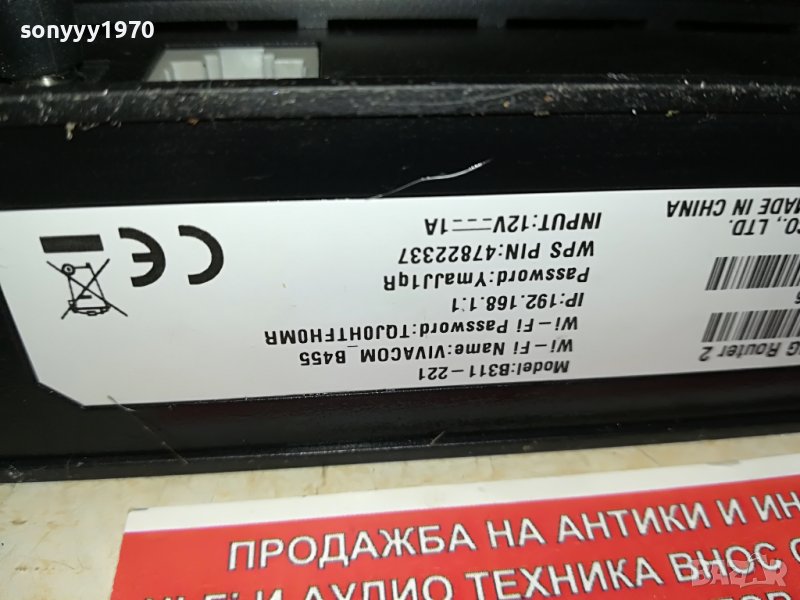 sonyyy1970
Model:B311-221
Wi-Fi Name:VIVACOM_B455
Wi-Fi Password:TQJ0HTFH0MR
IP:192.168.1.1
Password:YmaJJ1qR
WPS PIN:47822337
INPUT:12V 1A
Router 2
CO., LTD.
MADE IN CHINA
CE
ПРОДАЖБА НА АНТИКИ И
И АУДИО ТЕХНИКА ВНОС
BAZAR